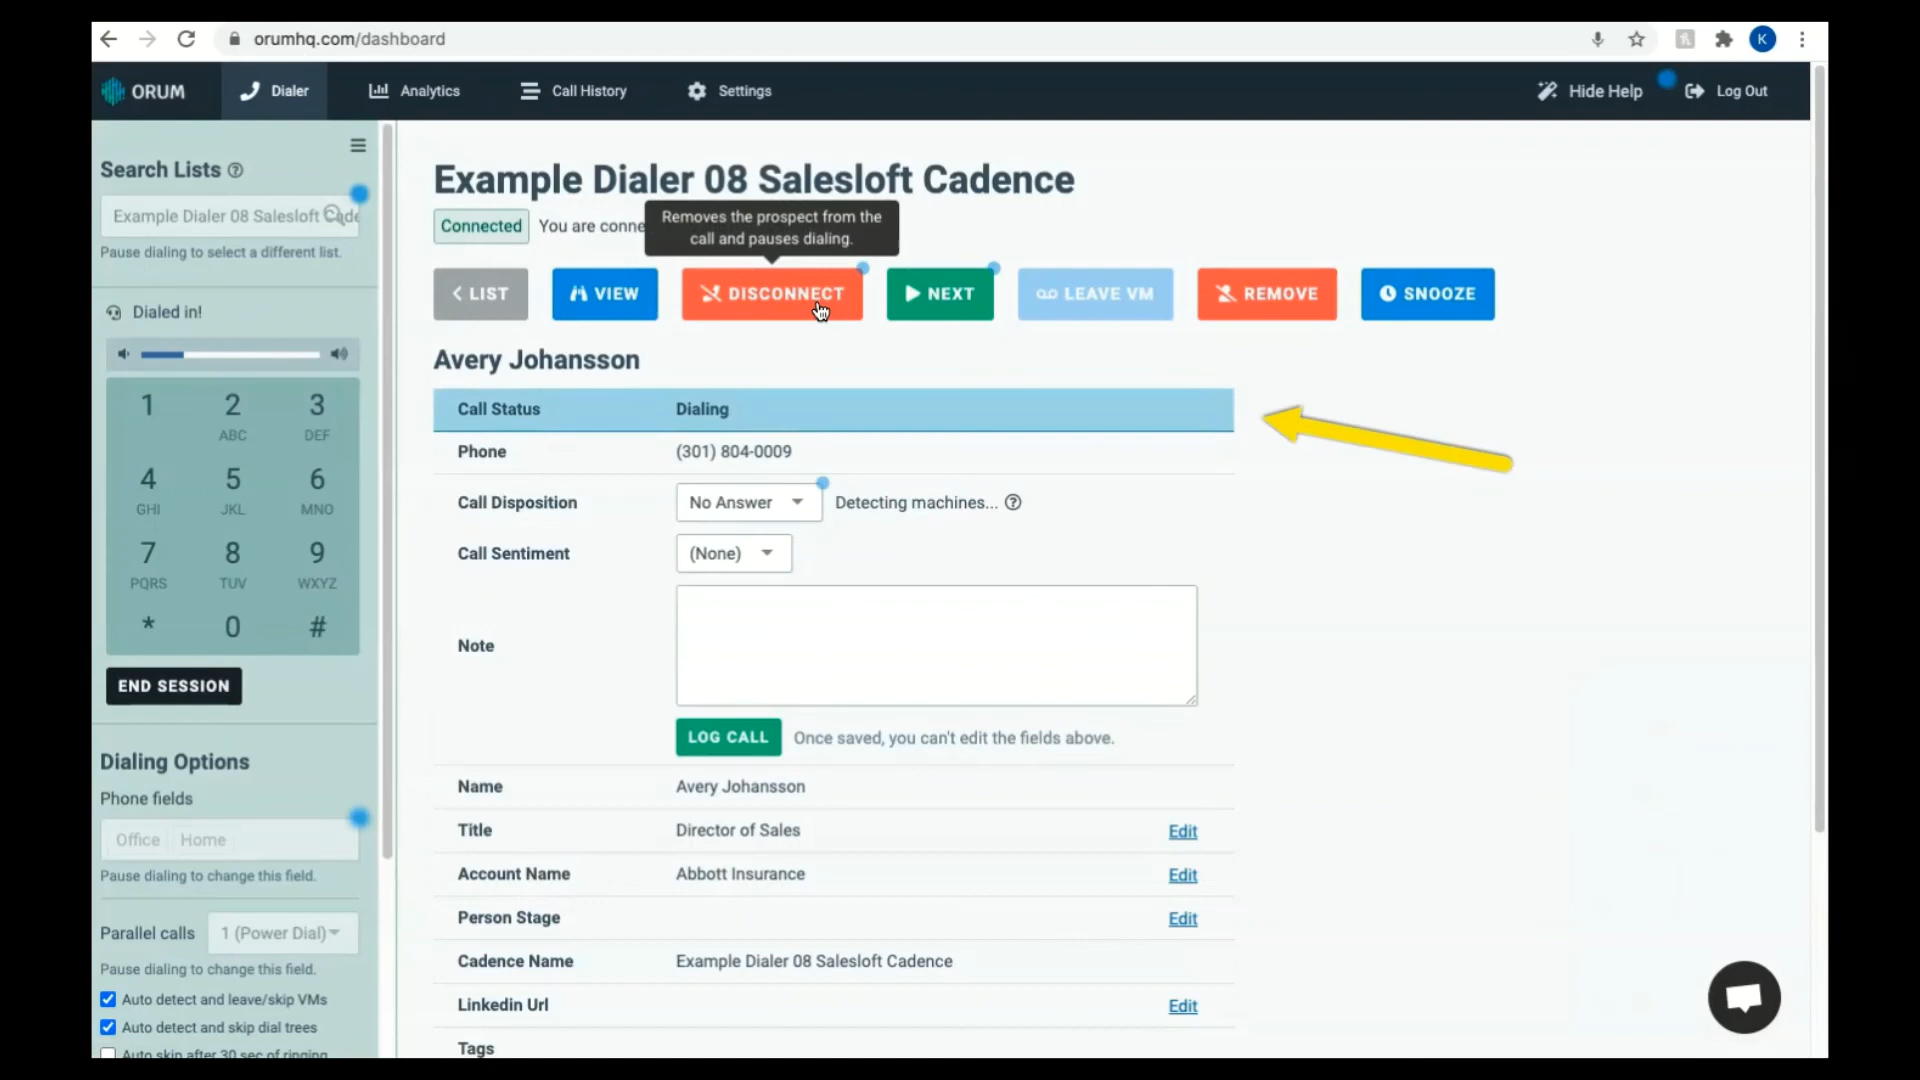 orumhq.com/dashboard
K
ORUM
Dialer
Analytics
Call History
Settings
Hide Help
Log Out
Search Lists
Example Dialer 08 Salesloft Cade
Pause dialing to select a different list.
Dialed in!
1
2
ABC
3
DEF
4
GHI
5
JKL
6
MNO
7
PQRS
8
TUV
9
WXYZ
*
0
#
END SESSION
Dialing Options
Phone fields
Office Home
Pause dialing to change this field.
Parallel calls 1 (Power Dial)
Pause dialing to change this field.
Auto detect and leave/skip VMs
Auto detect and skip dial trees
Auto skip after 30 sec of ringing
Example Dialer 08 Salesloft Cadence
Connected You are conne
Removes the prospect from the
call and pauses dialing.
LIST
VIEW
DISCONNECT
NEXT
LEAVE VM
REMOVE
SNOOZE
Avery Johansson
Call Status Dialing
Phone (301) 804-0009
Call Disposition No Answer Detecting machines...
Call Sentiment (None)
Note
LOG CALL Once saved, you can't edit the fields above.
Name Avery Johansson
Title Director of Sales Edit
Account Name Abbott Insurance Edit
Person Stage Edit
Cadence Name Example Dialer 08 Salesloft Cadence
Linkedin Url Edit
Tags